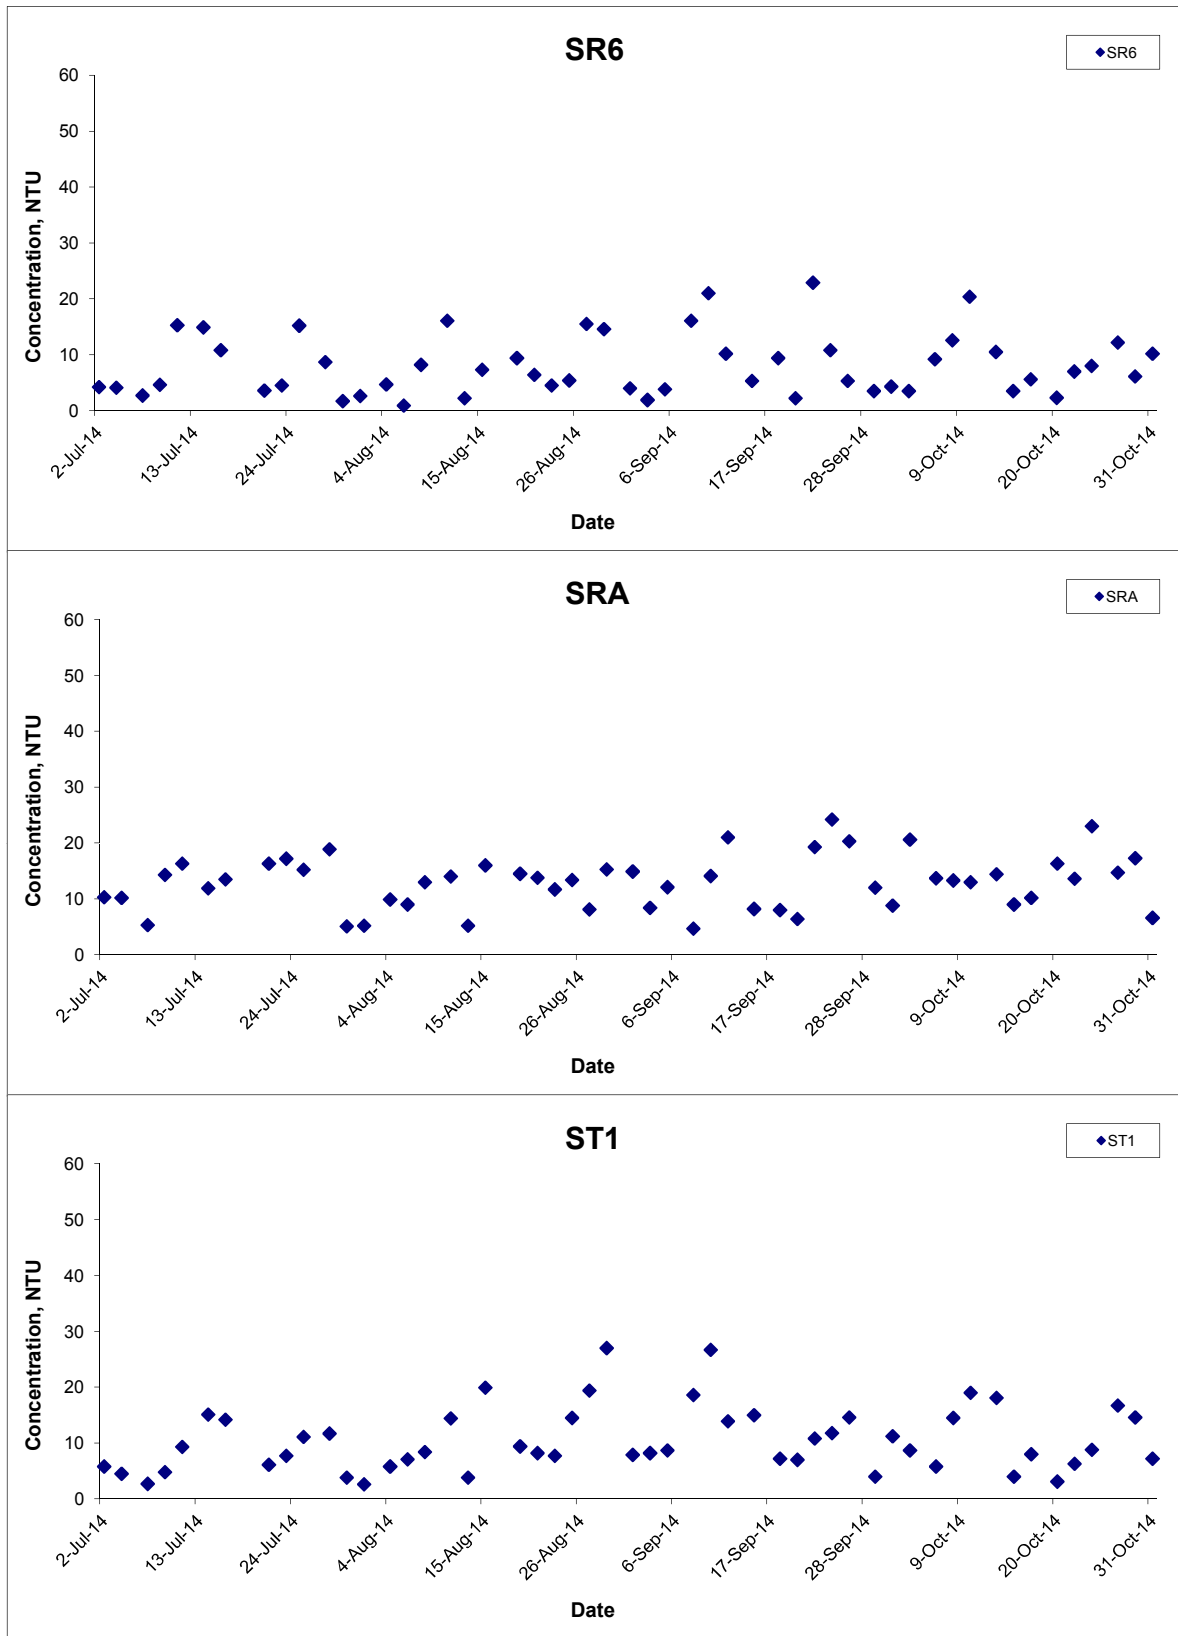 SR6
SR6
60
50
40
30
20
10
0
Concentration, NTU
2-Jul-14
13-Jul-14
24-Jul-14
4-Aug-14
15-Aug-14
26-Aug-14
6-Sep-14
17-Sep-14
28-Sep-14
9-Oct-14
20-Oct-14
31-Oct-14
Date
SRA
SRA
60
50
40
30
20
10
0
Concentration, NTU
2-Jul-14
13-Jul-14
24-Jul-14
4-Aug-14
15-Aug-14
26-Aug-14
6-Sep-14
17-Sep-14
28-Sep-14
9-Oct-14
20-Oct-14
31-Oct-14
Date
ST1
ST1
60
50
40
30
20
10
0
Concentration, NTU
2-Jul-14
13-Jul-14
24-Jul-14
4-Aug-14
15-Aug-14
26-Aug-14
6-Sep-14
17-Sep-14
28-Sep-14
9-Oct-14
20-Oct-14
31-Oct-14
Date